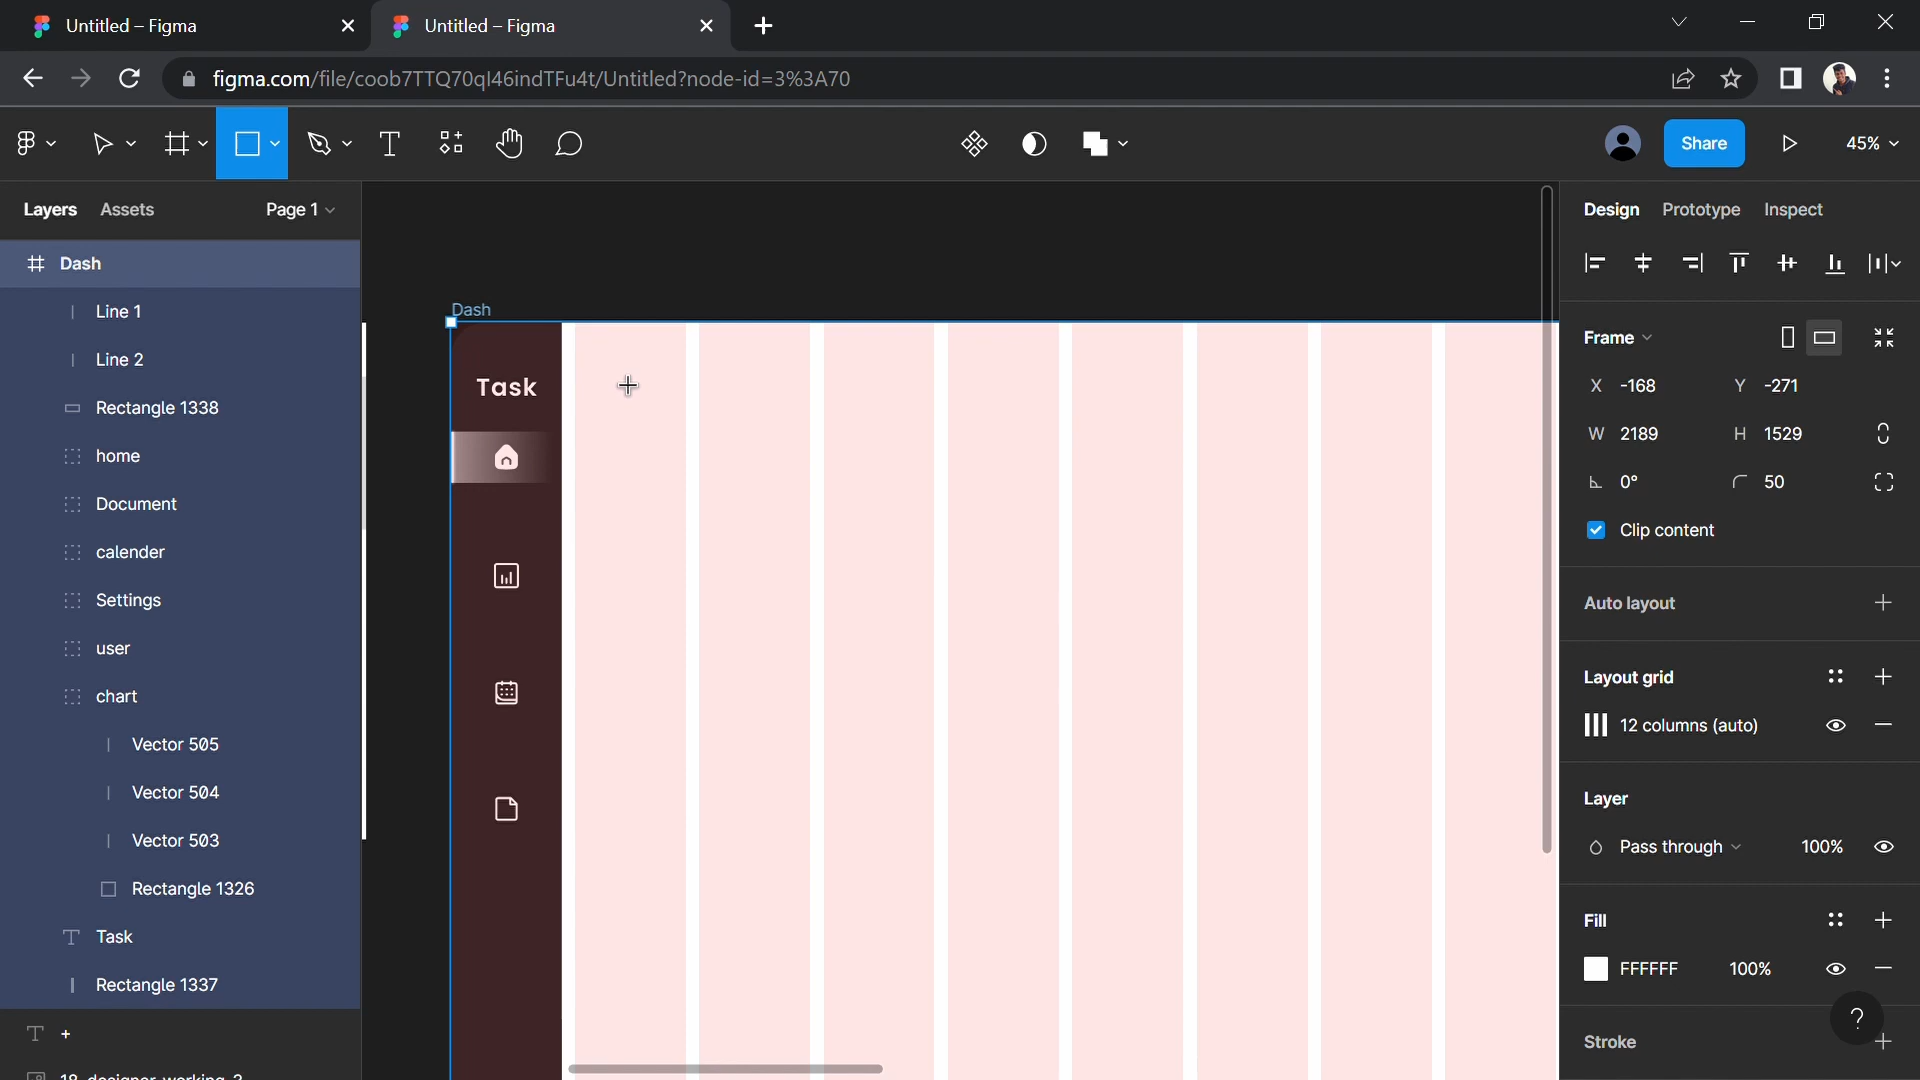 Untitled – Figma
Untitled – Figma
figma.com/file/coob7TTQ70ql46indTFu4t/Untitled?node-id=3%3A70
Share
45%
Layers
Assets
Page 1
Dash
Line 1
Line 2
Rectangle 1338
home
Document
calender
Settings
user
chart
Vector 505
Vector 504
Vector 503
Rectangle 1326
Task
Rectangle 1337
+
Dash
Task
Design
Prototype
Inspect
Frame
X -168
Y -271
W 2189
H 1529
0°
50
Clip content
Auto layout
Layout grid
12 columns (auto)
Layer
Pass through
100%
Fill
FFFFFF
100%
Stroke
?